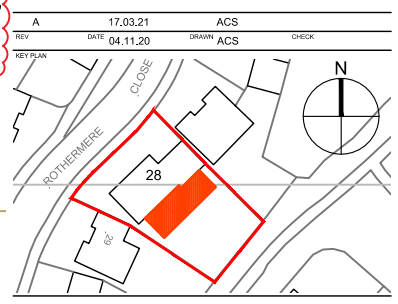 A 17.03.21 ACS
REV DATE 04.11.20 DRAWN ACS CHECK
KEY PLAN
N
ROTHERMERE CLOSE
28
29